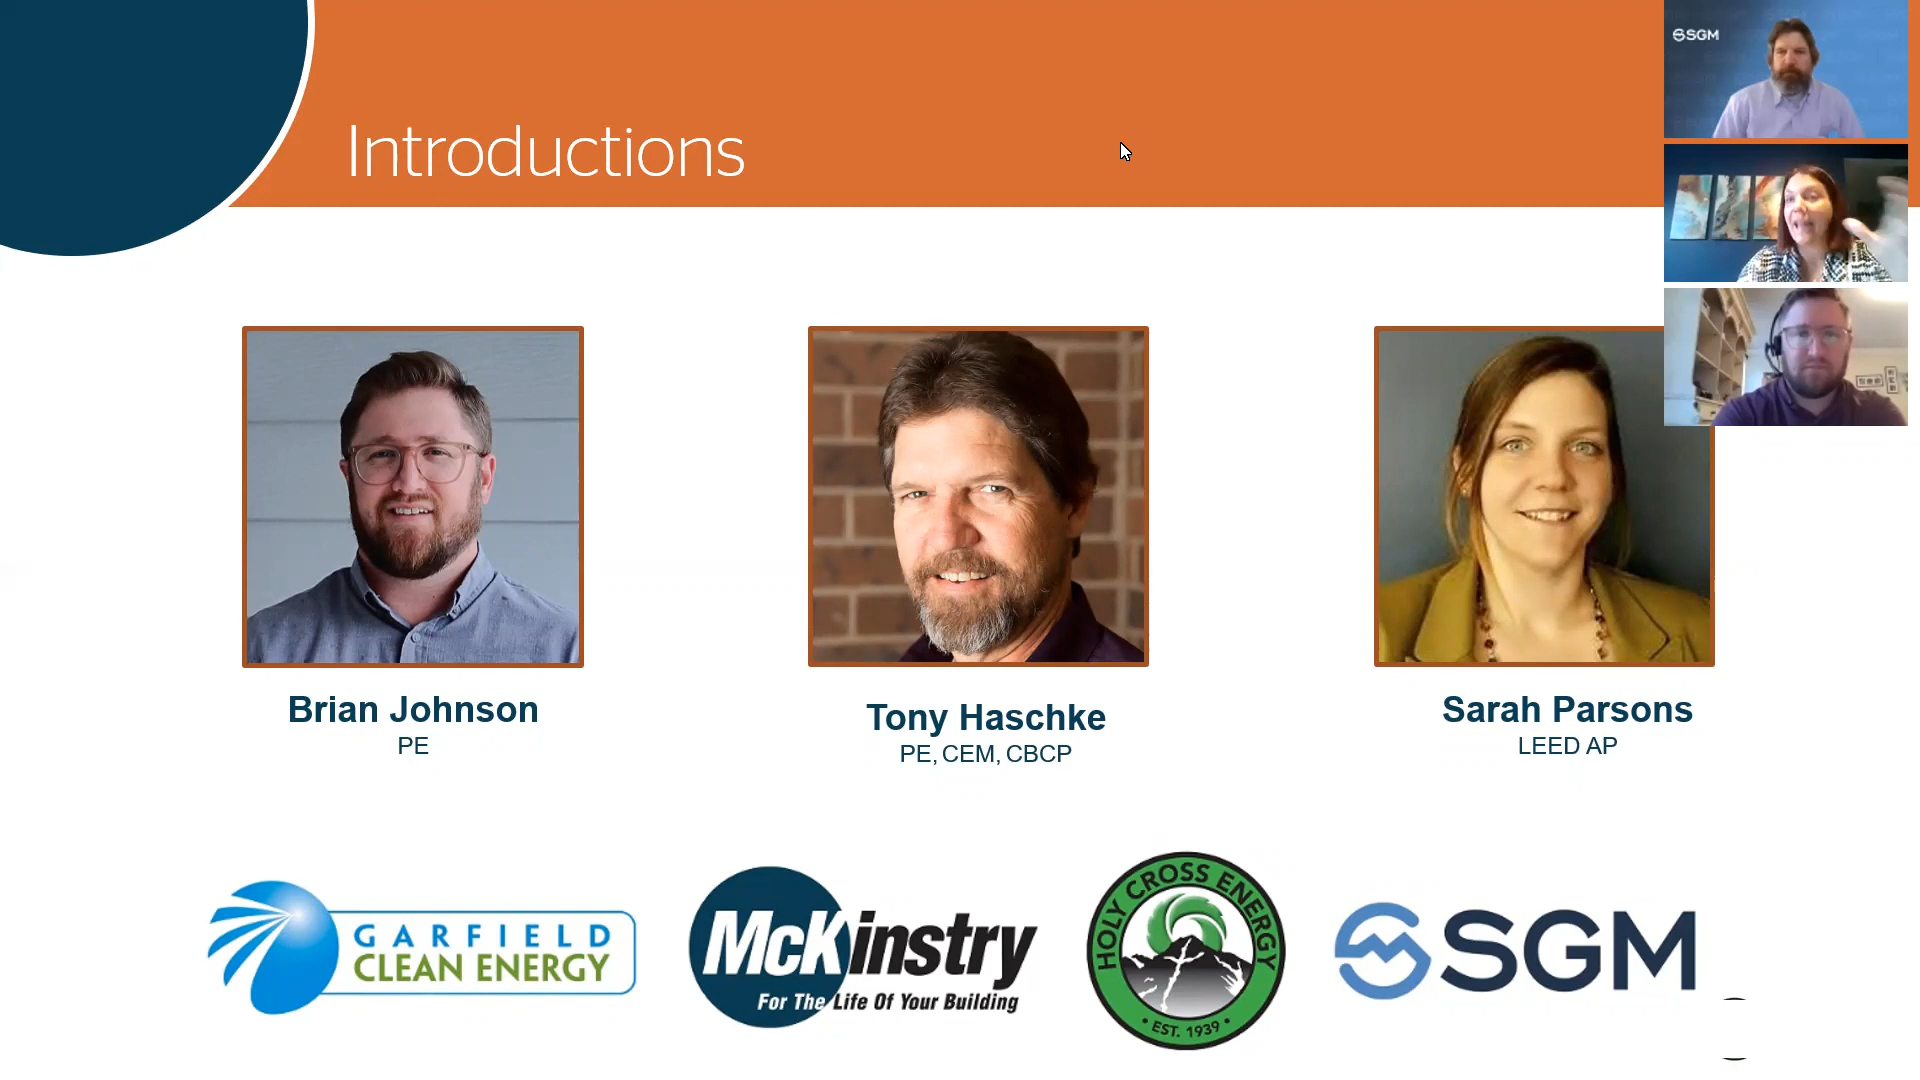 SGM
Introductions
Brian Johnson
PE
Tony Haschke
PE, CEM, CBCP
Sarah Parsons
LEED AP
GARFIELD
CLEAN ENERGY
McKinstry
For The Life Of Your Building
HOLY CROSS ENERGY
• EST. 1939 •
SGM